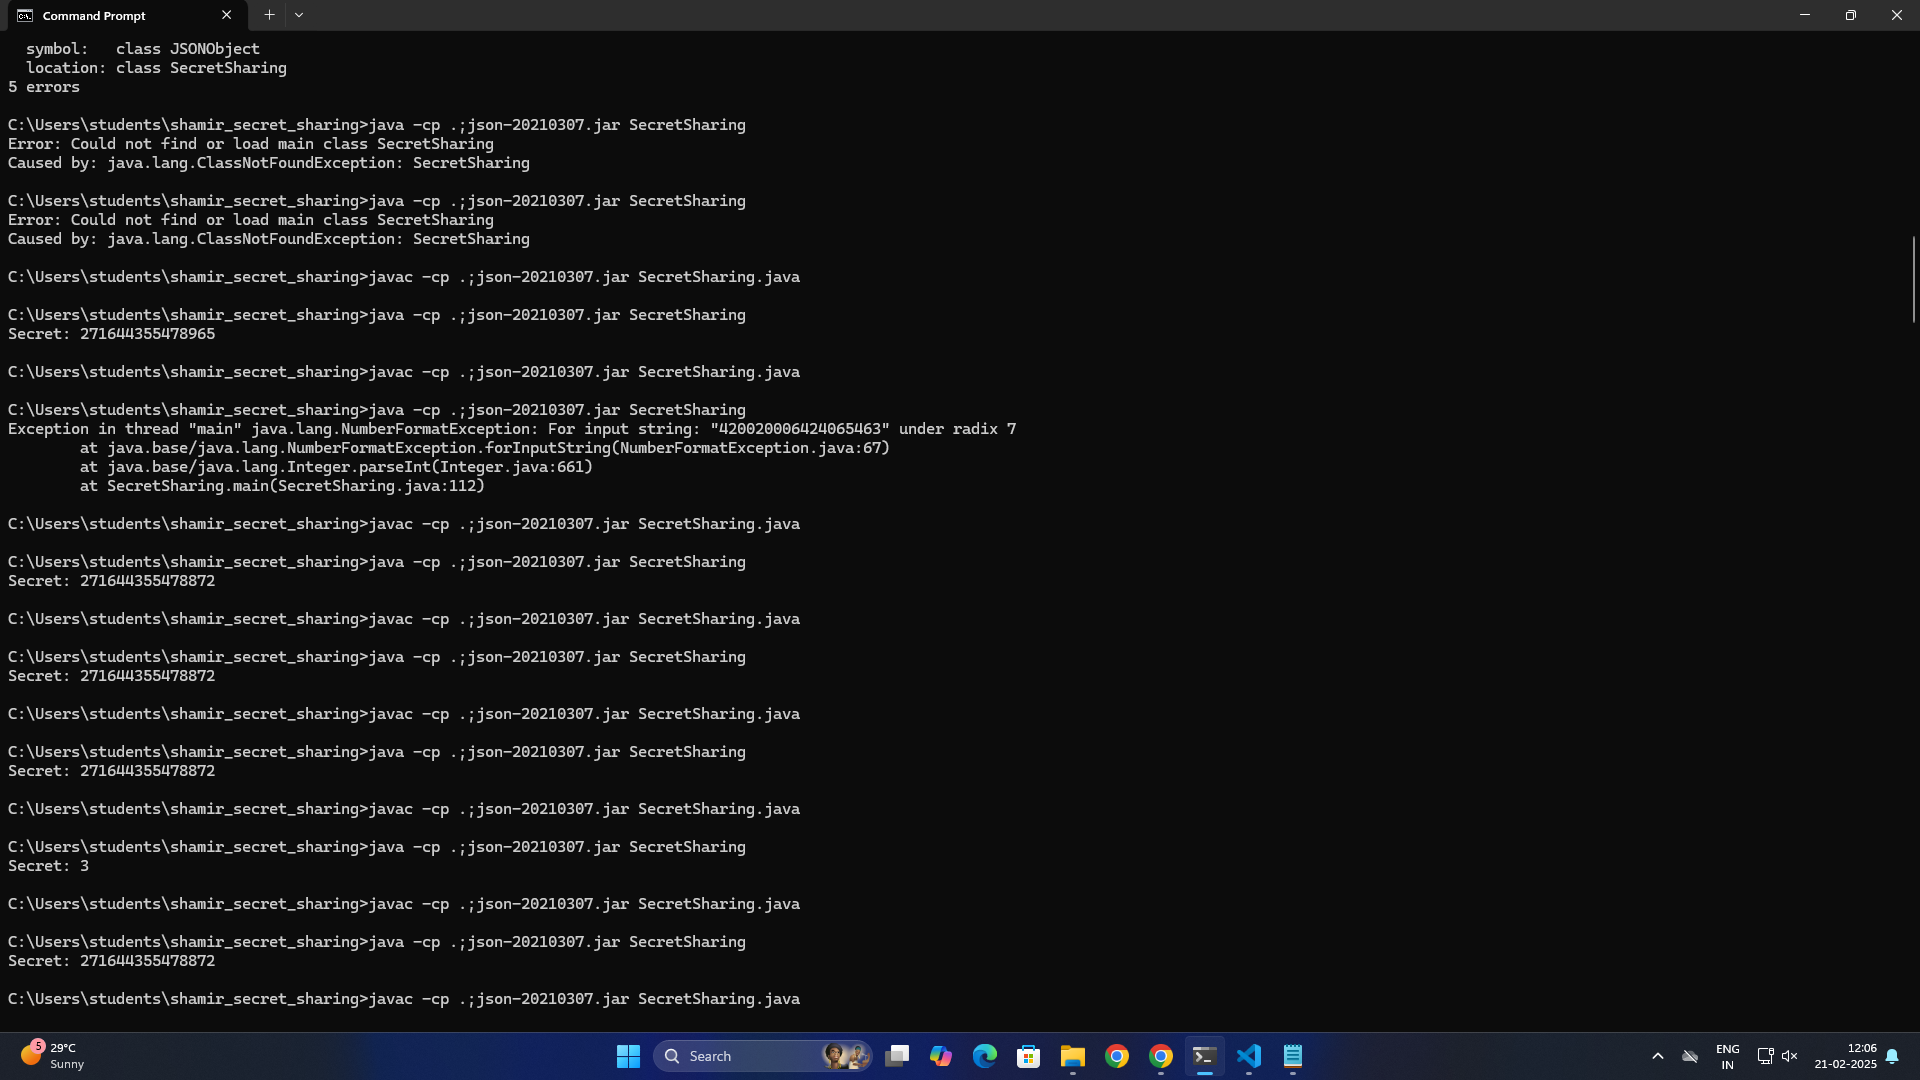 Command Prompt
symbol:   class JSONObject
location: class SecretSharing
5 errors
C:\Users\students\shamir_secret_sharing>java -cp .;json-20210307.jar SecretSharing
Error: Could not find or load main class SecretSharing
Caused by: java.lang.ClassNotFoundException: SecretSharing
C:\Users\students\shamir_secret_sharing>java -cp .;json-20210307.jar SecretSharing
Error: Could not find or load main class SecretSharing
Caused by: java.lang.ClassNotFoundException: SecretSharing
C:\Users\students\shamir_secret_sharing>javac -cp .;json-20210307.jar SecretSharing.java
C:\Users\students\shamir_secret_sharing>java -cp .;json-20210307.jar SecretSharing
Secret: 271644355478965
C:\Users\students\shamir_secret_sharing>javac -cp .;json-20210307.jar SecretSharing.java
C:\Users\students\shamir_secret_sharing>java -cp .;json-20210307.jar SecretSharing
Exception in thread "main" java.lang.NumberFormatException: For input string: "420020006424065463" under radix 7
at java.base/java.lang.NumberFormatException.forInputString(NumberFormatException.java:67)
at java.base/java.lang.Integer.parseInt(Integer.java:661)
at SecretSharing.main(SecretSharing.java:112)
C:\Users\students\shamir_secret_sharing>javac -cp .;json-20210307.jar SecretSharing.java
C:\Users\students\shamir_secret_sharing>java -cp .;json-20210307.jar SecretSharing
Secret: 271644355478872
C:\Users\students\shamir_secret_sharing>javac -cp .;json-20210307.jar SecretSharing.java
C:\Users\students\shamir_secret_sharing>java -cp .;json-20210307.jar SecretSharing
Secret: 271644355478872
C:\Users\students\shamir_secret_sharing>javac -cp .;json-20210307.jar SecretSharing.java
C:\Users\students\shamir_secret_sharing>java -cp .;json-20210307.jar SecretSharing
Secret: 271644355478872
C:\Users\students\shamir_secret_sharing>javac -cp .;json-20210307.jar SecretSharing.java
C:\Users\students\shamir_secret_sharing>java -cp .;json-20210307.jar SecretSharing
Secret: 3
C:\Users\students\shamir_secret_sharing>javac -cp .;json-20210307.jar SecretSharing.java
C:\Users\students\shamir_secret_sharing>java -cp .;json-20210307.jar SecretSharing
Secret: 271644355478872
C:\Users\students\shamir_secret_sharing>javac -cp .;json-20210307.jar SecretSharing.java
5
29°C
Sunny
Search
ENG
IN
12:06
21-02-2025